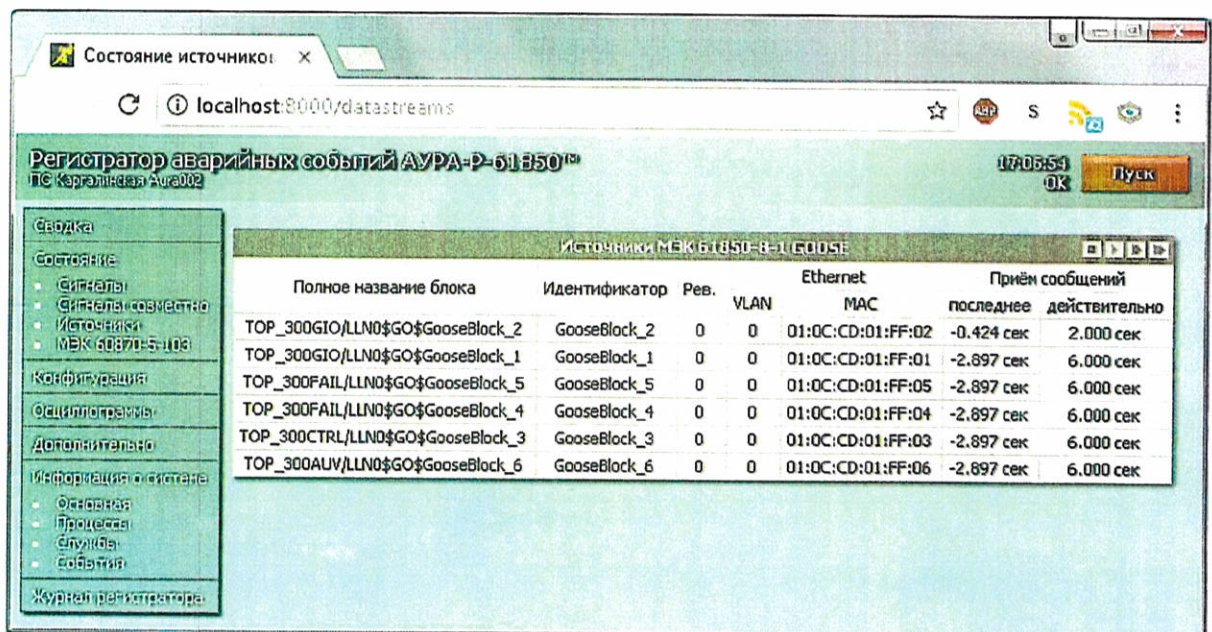 Состояние источников
localhost:8000/datastreams
ABP S
Регистратор аварийных событий АУРА-Р-61850™
ПС Каргалинская Aura002
17:06:54
OK
Пуск
Сводка
Состояние
Сигналы
Сигналы совместно
Источники
МЭК 60870-5-103
Конфигурация
Осциллограммы
Дополнительно
Информация о системе
Основная
Процессы
Службы
События
Журнал регистратора
Источники МЭК 61850-8-1 GOOSE
Полное название блока Идентификатор Рев. Ethernet Приём сообщений
VLAN MAC последнее действительно
TOP_300GIO/LLN0$GO$GooseBlock_2 GooseBlock_2 0 0 01:0C:CD:01:FF:02 -0.424 сек 2.000 сек
TOP_300GIO/LLN0$GO$GooseBlock_1 GooseBlock_1 0 0 01:0C:CD:01:FF:01 -2.897 сек 6.000 сек
TOP_300FAIL/LLN0$GO$GooseBlock_5 GooseBlock_5 0 0 01:0C:CD:01:FF:05 -2.897 сек 6.000 сек
TOP_300FAIL/LLN0$GO$GooseBlock_4 GooseBlock_4 0 0 01:0C:CD:01:FF:04 -2.897 сек 6.000 сек
TOP_300CTRL/LLN0$GO$GooseBlock_3 GooseBlock_3 0 0 01:0C:CD:01:FF:03 -2.897 сек 6.000 сек
TOP_300AUV/LLN0$GO$GooseBlock_6 GooseBlock_6 0 0 01:0C:CD:01:FF:06 -2.897 сек 6.000 сек